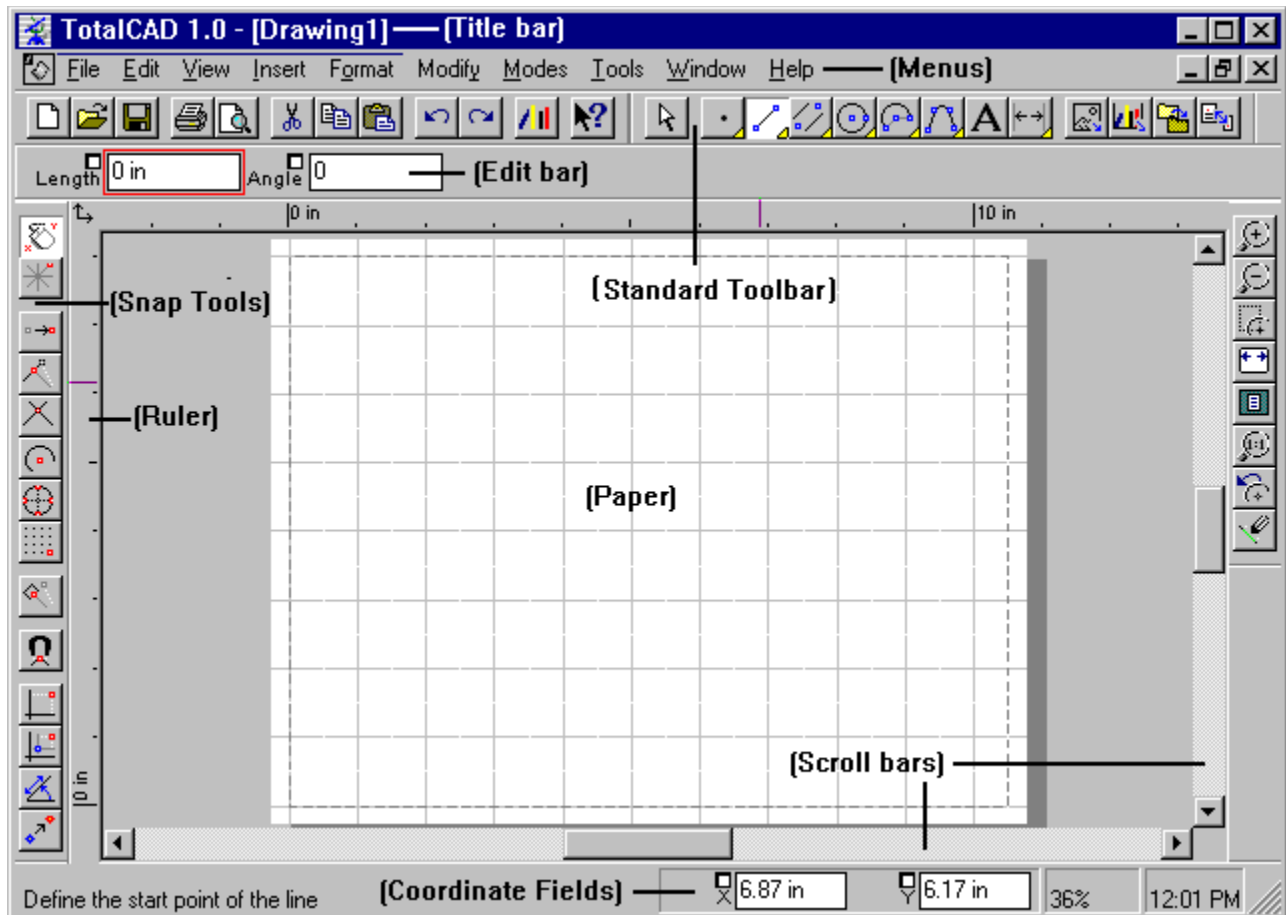 TotalCAD 1.0 - [Drawing1] (Title bar)
File Edit View Insert Format Modify Modes Tools Window Help (Menus)
A
Length 0 in Angle 0 (Edit bar)
0 in 10 in
(Standard Toolbar)
(Snap Tools)
(Ruler)
(Paper)
(Scroll bars)
0 in
Define the start point of the line (Coordinate Fields) X 6.87 in Y 6.17 in 36% 12:01 PM